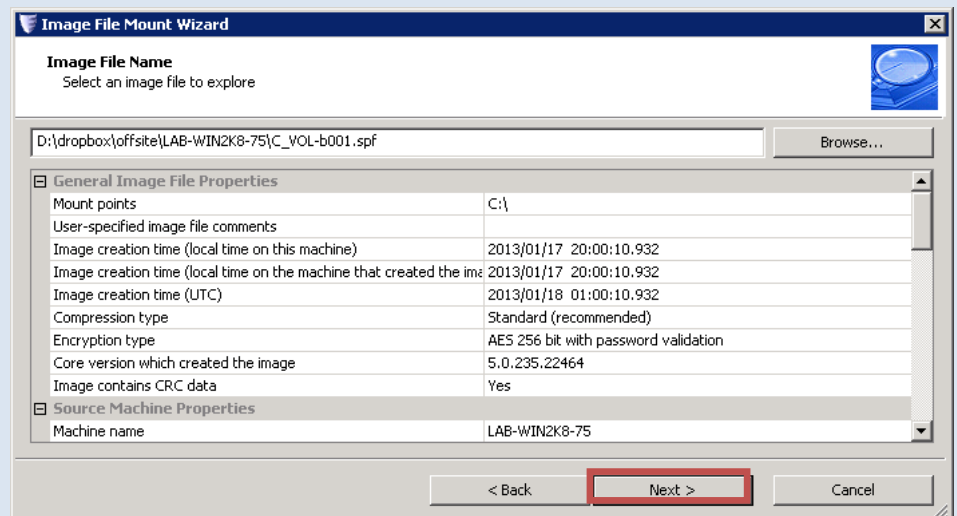 Image File Mount Wizard
Image File Name
Select an image file to explore
D:\dropbox\offsite\LAB-WIN2K8-75\C_VOL-b001.spf
Browse...
General Image File Properties
Mount points C:\
User-specified image file comments
Image creation time (local time on this machine) 2013/01/17 20:00:10.932
Image creation time (local time on the machine that created the ima 2013/01/17 20:00:10.932
Image creation time (UTC) 2013/01/18 01:00:10.932
Compression type Standard (recommended)
Encryption type AES 256 bit with password validation
Core version which created the image 5.0.235.22464
Image contains CRC data Yes
Source Machine Properties
Machine name LAB-WIN2K8-75
< Back Next > Cancel